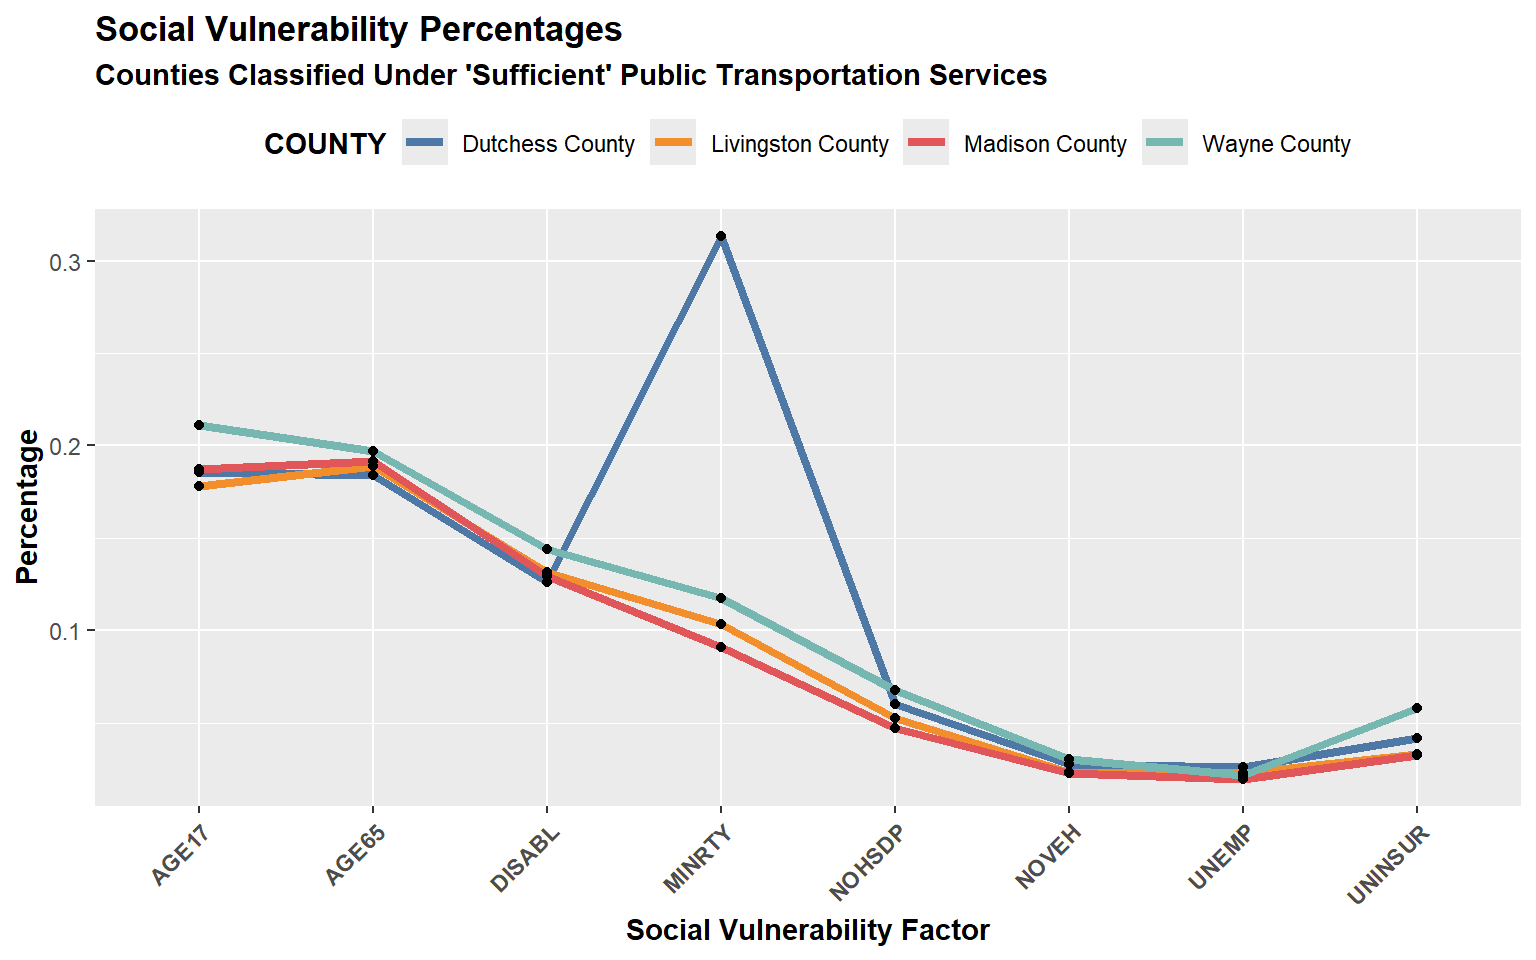 Social Vulnerability Percentages
Counties Classified Under 'Sufficient' Public Transportation Services
COUNTY Dutchess County Livingston County Madison County Wayne County
Percentage
0.3
0.2
0.1
AGE17 AGE65 DISABL MINRTY NOHSDP NOVEH UNEMP UNINSUR
Social Vulnerability Factor